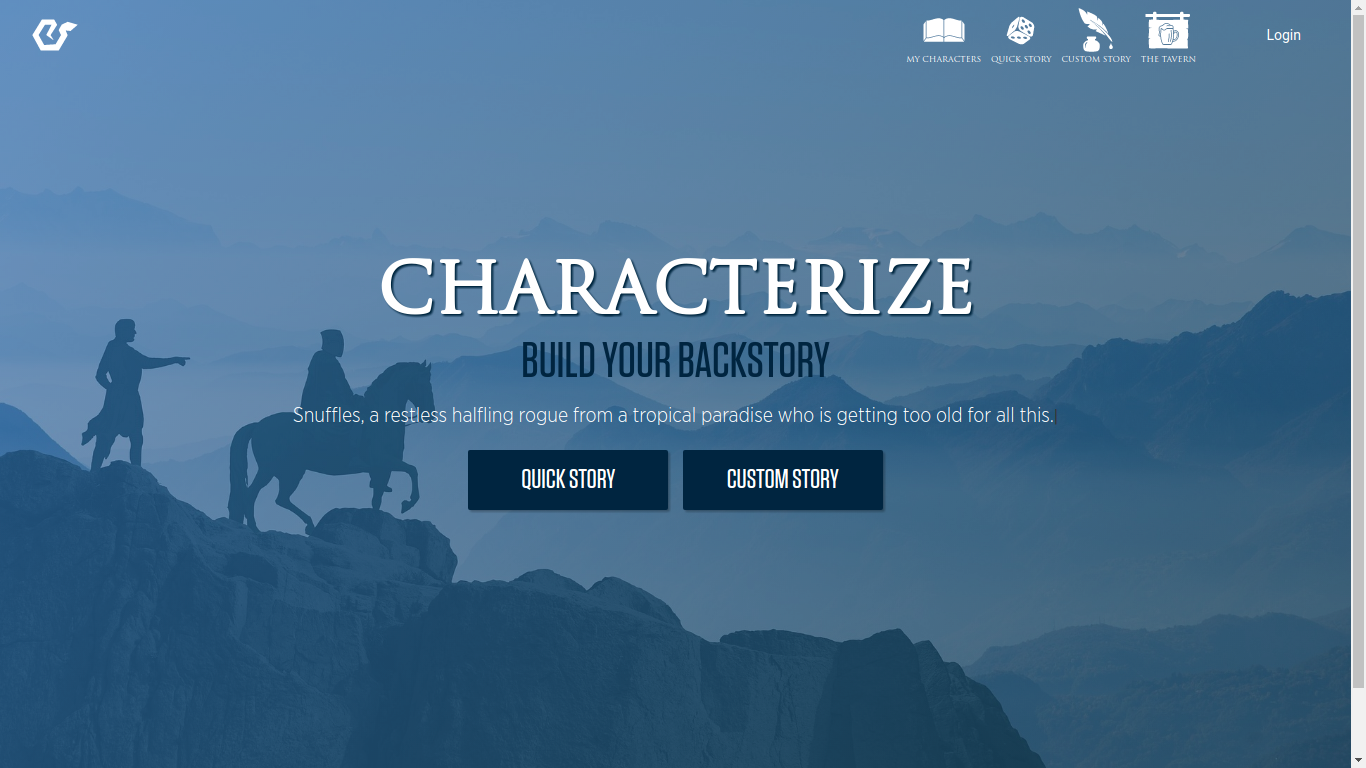 MY CHARACTERS
QUICK STORY
CUSTOM STORY
THE TAVERN
Login
CHARACTERIZE
BUILD YOUR BACKSTORY
Snuffles, a restless halfling rogue from a tropical paradise who is getting too old for all this.
QUICK STORY
CUSTOM STORY